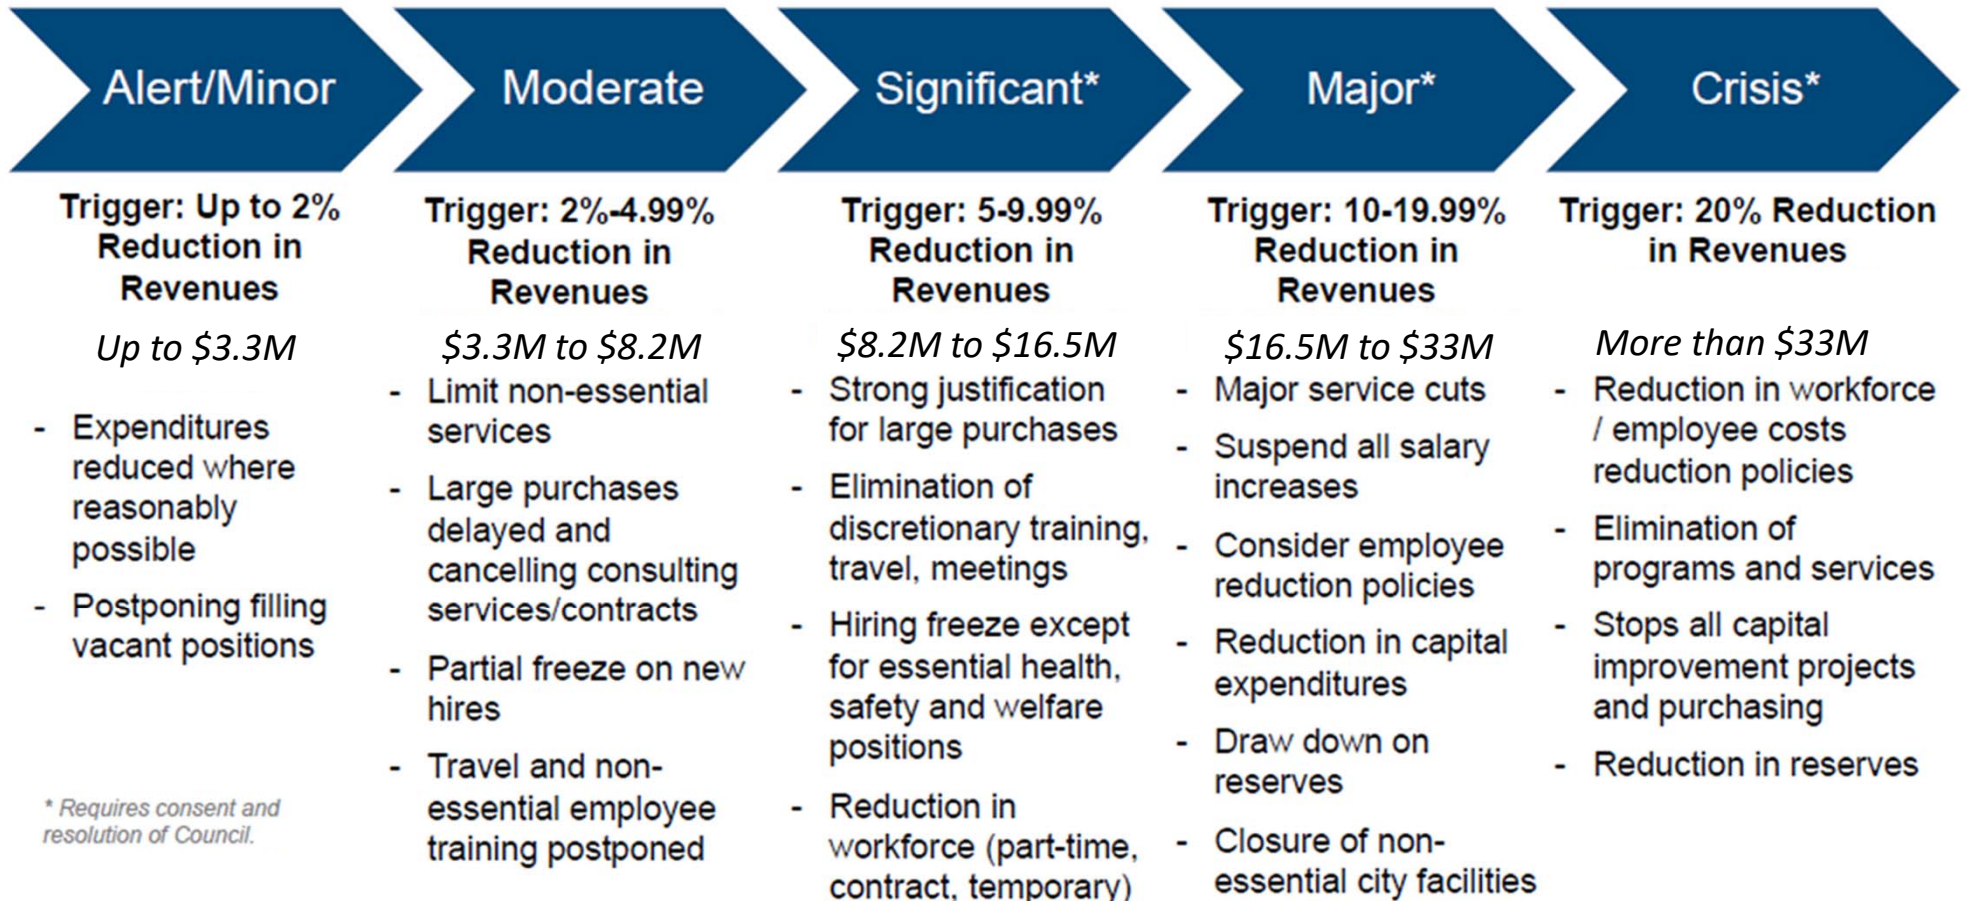 Alert/Minor
Trigger: Up to 2%
Reduction in
Revenues
Up to $3.3M
- Expenditures
reduced where
reasonably
possible
- Postponing filling
vacant positions
* Requires consent and
resolution of Council.
Moderate
Trigger: 2%-4.99%
Reduction in
Revenues
$3.3M to $8.2M
- Limit non-essential
services
- Large purchases
delayed and
cancelling consulting
services/contracts
- Partial freeze on new
hires
- Travel and non-
essential employee
training postponed
Significant*
Trigger: 5-9.99%
Reduction in
Revenues
$8.2M to $16.5M
- Strong justification
for large purchases
- Elimination of
discretionary training,
travel, meetings
- Hiring freeze except
for essential health,
safety and welfare
positions
- Reduction in
workforce (part-time,
contract, temporary)
Major*
Trigger: 10-19.99%
Reduction in
Revenues
$16.5M to $33M
- Major service cuts
- Suspend all salary
increases
- Consider employee
reduction policies
- Reduction in capital
expenditures
- Draw down on
reserves
- Closure of non-
essential city facilities
Crisis*
Trigger: 20% Reduction
in Revenues
More than $33M
- Reduction in workforce
/ employee costs
reduction policies
- Elimination of
programs and services
- Stops all capital
improvement projects
and purchasing
- Reduction in reserves